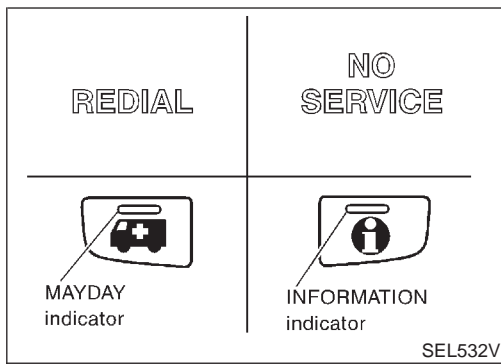 REDIAL
NO
SERVICE
MAYDAY
indicator
INFORMATION
indicator
SEL532V